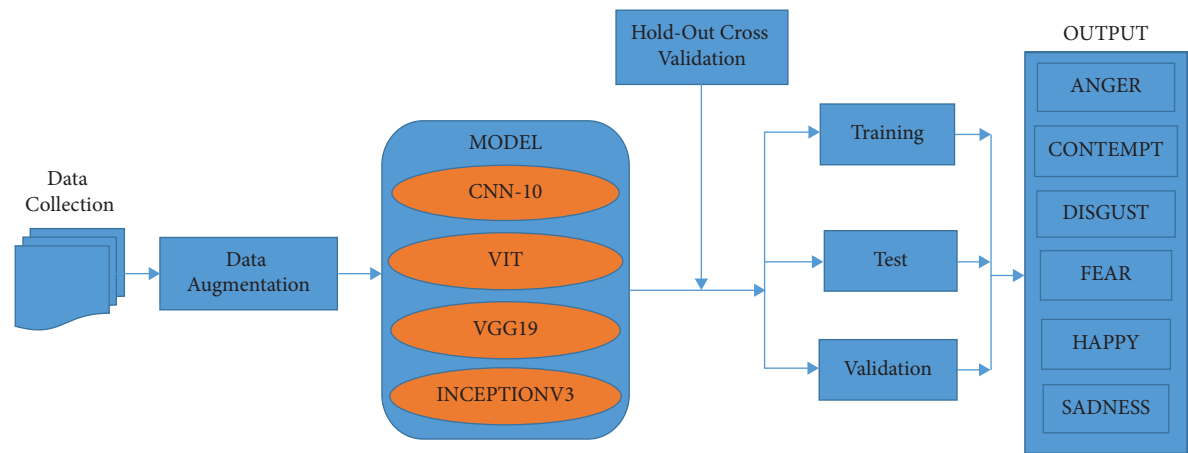 Data
Collection
Data
Augmentation
MODEL
CNN-10
VIT
VGG19
INCEPTIONV3
Hold-Out Cross
Validation
Training
Test
Validation
OUTPUT
ANGER
CONTEMPT
DISGUST
FEAR
HAPPY
SADNESS